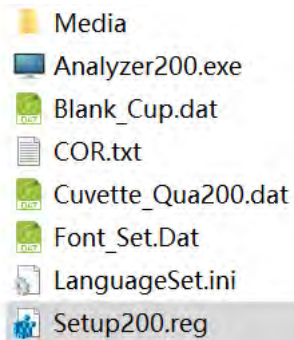 Media
Analyzer200.exe
Blank_Cup.dat
COR.txt
Cuvette_Qua200.dat
Font_Set.Dat
LanguageSet.ini
Setup200.reg